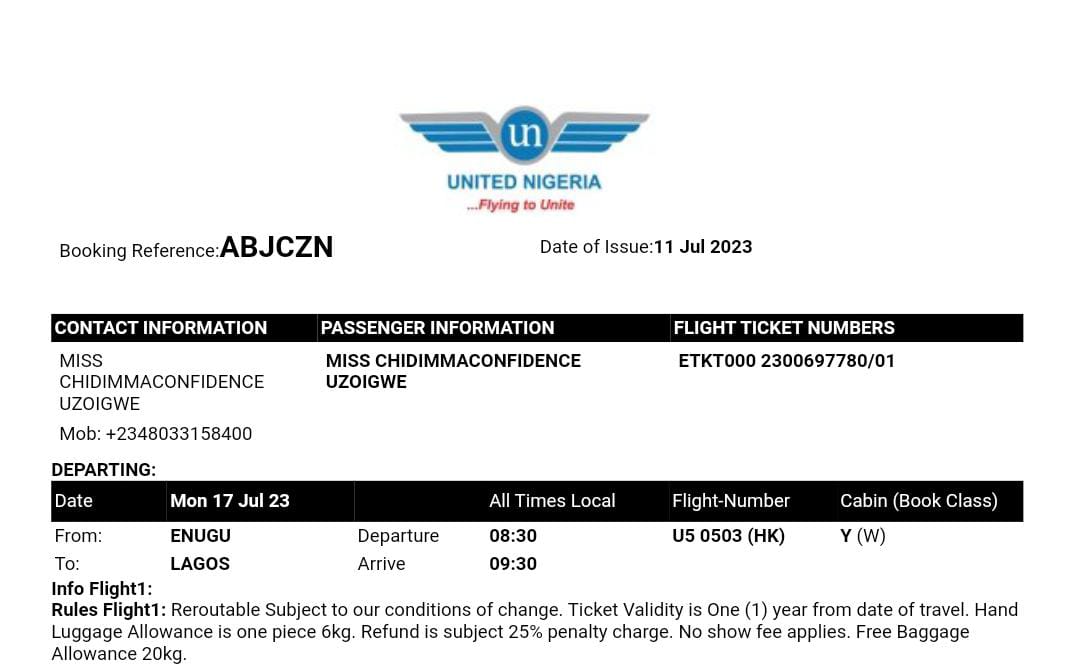 un
UNITED NIGERIA
...Flying to Unite
Booking Reference:ABJCZN Date of Issue:11 Jul 2023
CONTACT INFORMATION PASSENGER INFORMATION FLIGHT TICKET NUMBERS
MISS MISS CHIDIMMACONFIDENCE ETKT000 2300697780/01
CHIDIMMACONFIDENCE UZOIGWE
UZOIGWE
Mob: +2348033158400
DEPARTING:
Date Mon 17 Jul 23 All Times Local Flight-Number Cabin (Book Class)
From: ENUGU Departure 08:30 U5 0503 (HK) Y (W)
To: LAGOS Arrive 09:30
Info Flight1:
Rules Flight1: Reroutable Subject to our conditions of change. Ticket Validity is One (1) year from date of travel. Hand
Luggage Allowance is one piece 6kg. Refund is subject 25% penalty charge. No show fee applies. Free Baggage
Allowance 20kg.